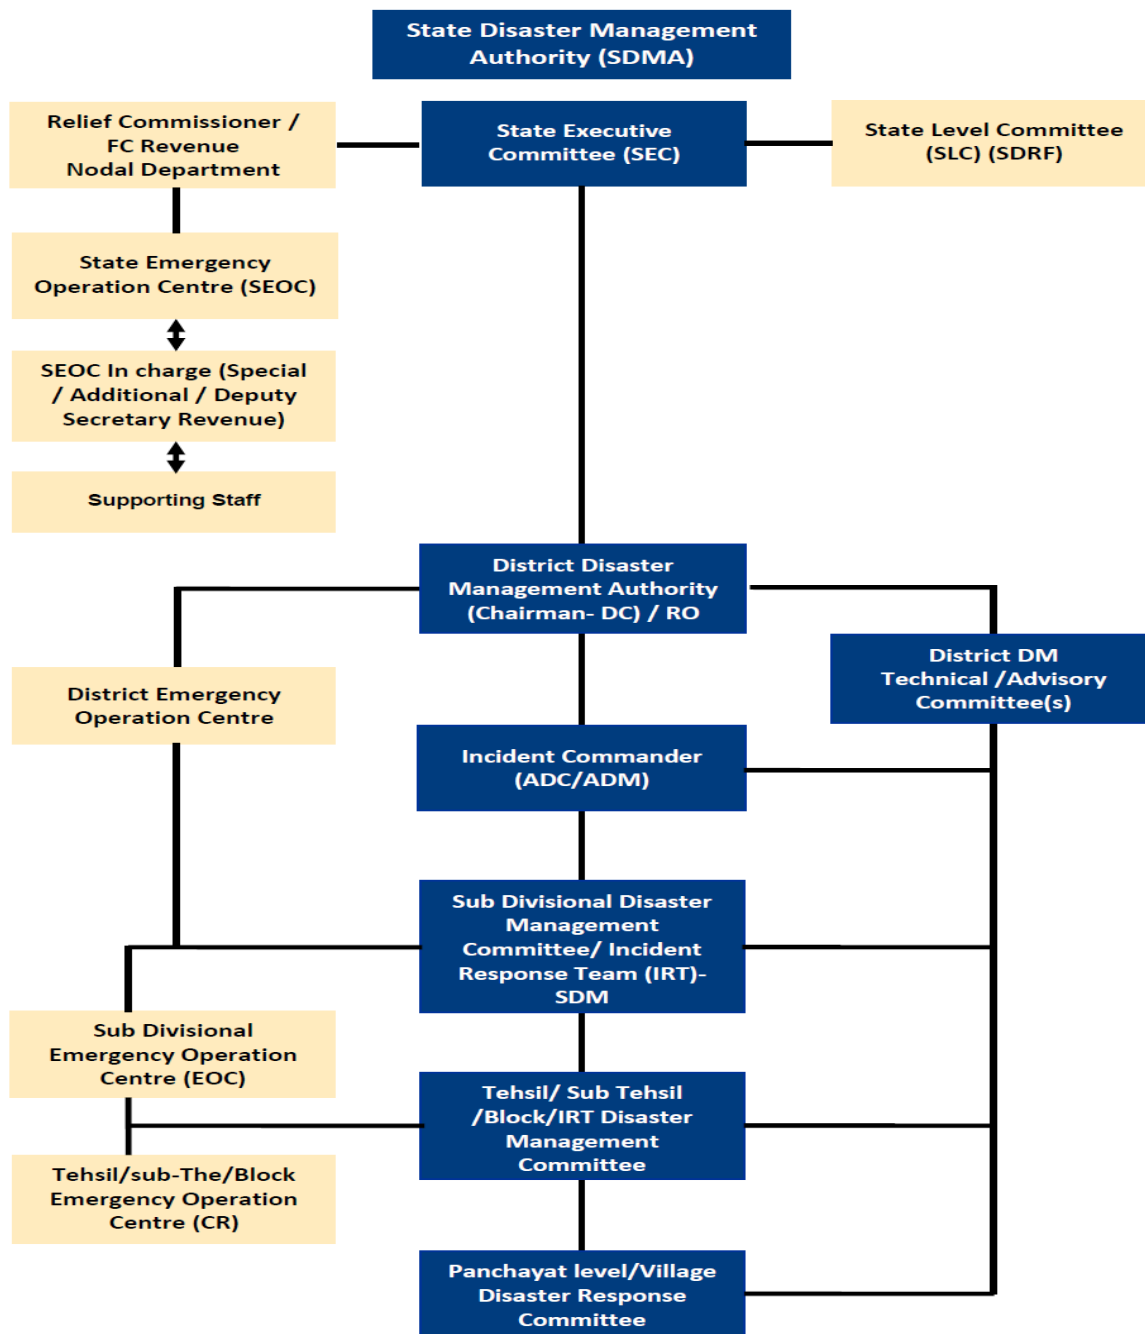 State Disaster Management
Authority (SDMA)
Relief Commissioner /
FC Revenue
Nodal Department
State Executive
Committee (SEC)
State Level Committee
(SLC) (SDRF)
State Emergency
Operation Centre (SEOC)
SEOC In charge (Special
/ Additional / Deputy
Secretary Revenue)
Supporting Staff
District Disaster
Management Authority
(Chairman- DC) / RO
District DM
Technical /Advisory
Committee(s)
District Emergency
Operation Centre
Incident Commander
(ADC/ADM)
Sub Divisional Disaster
Management
Committee/ Incident
Response Team (IRT)-
SDM
Sub Divisional
Emergency Operation
Centre (EOC)
Tehsil/ Sub Tehsil
/Block/IRT Disaster
Management
Committee
Tehsil/sub-The/Block
Emergency Operation
Centre (CR)
Panchayat level/Village
Disaster Response
Committee